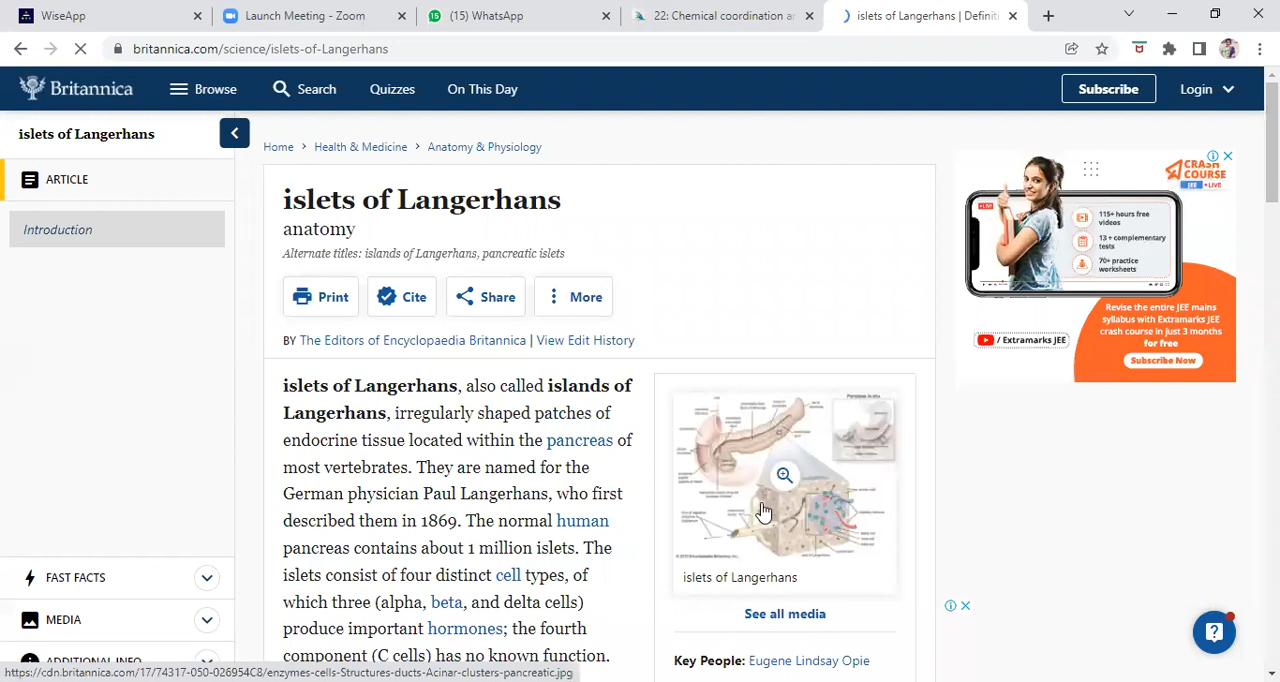 WiseApp
Launch Meeting - Zoom
(15) WhatsApp
22: Chemical coordination an
islets of Langerhans | Definiti
britannica.com/science/islets-of-Langerhans
Britannica
Browse
Search
Quizzes
On This Day
Subscribe
Login
islets of Langerhans
ARTICLE
Introduction
FAST FACTS
MEDIA
ADDITIONAL INFO
Home > Health & Medicine > Anatomy & Physiology
islets of Langerhans
anatomy
Alternate titles: islands of Langerhans, pancreatic islets
Print
Cite
Share
More
BY The Editors of Encyclopaedia Britannica | View Edit History
islets of Langerhans, also called islands of
Langerhans, irregularly shaped patches of
endocrine tissue located within the pancreas of
most vertebrates. They are named for the
German physician Paul Langerhans, who first
described them in 1869. The normal human
pancreas contains about 1 million islets. The
islets consist of four distinct cell types, of
which three (alpha, beta, and delta cells)
produce important hormones; the fourth
component (C cells) has no known function.
islets of Langerhans
See all media
Key People: Eugene Lindsay Opie
CRASH
COURSE
JEE LIVE
LIVE
115+ hours free
videos
13 + complementary
tests
70+ practice
worksheets
Revise the entire JEE mains
syllabus with Extramarks JEE
crash course in just 3 months
for free
/ Extramarks JEE
Subscribe Now
https://cdn.britannica.com/17/74317-050-026954C8/enzymes-cells-Structures-ducts-Acinar-clusters-pancreatic.jpg